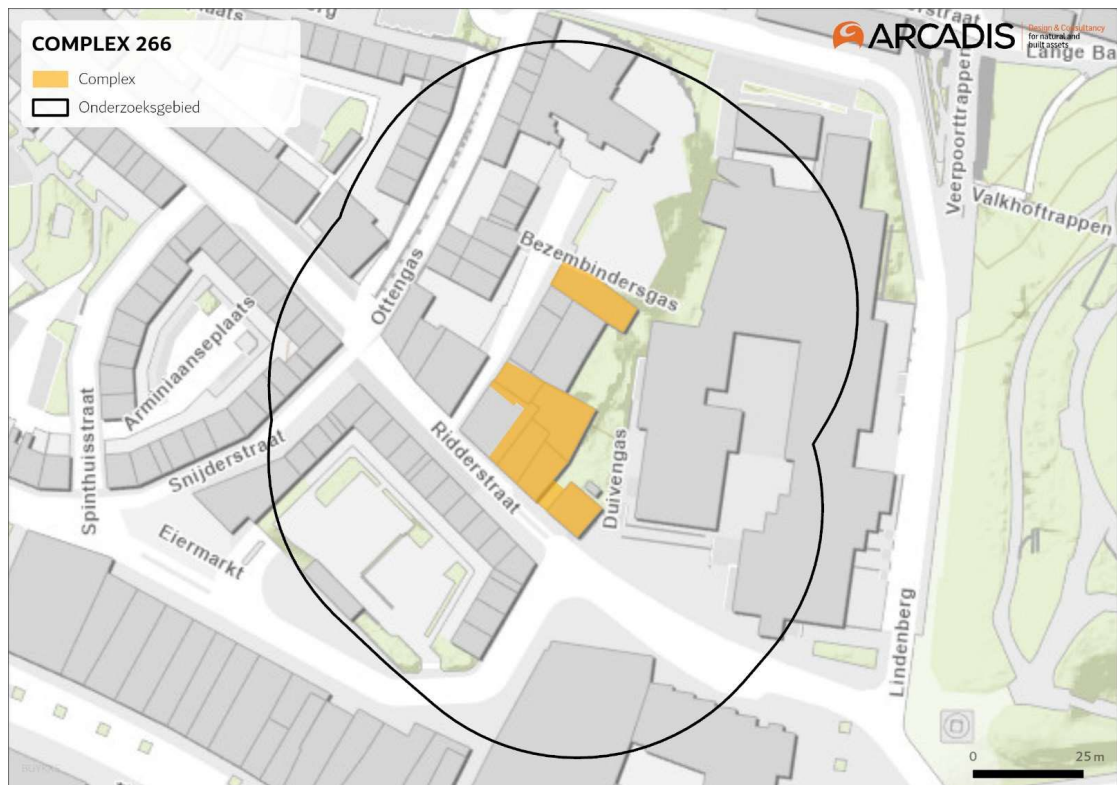 COMPLEX 266
Complex
Onderzoeksgebied
ARCADIS
Design & Consultancy
for natural and
built assets
Lange Ba
Veerpoorttrappen
Valkhoftrappen
Bezembindersgas
Ottengas
Arminiaanseplaats
Spinthuisstraat
Snijderstraat
Ridderstraat
Duivengas
Eiermarkt
Lindenberg
0
25 m